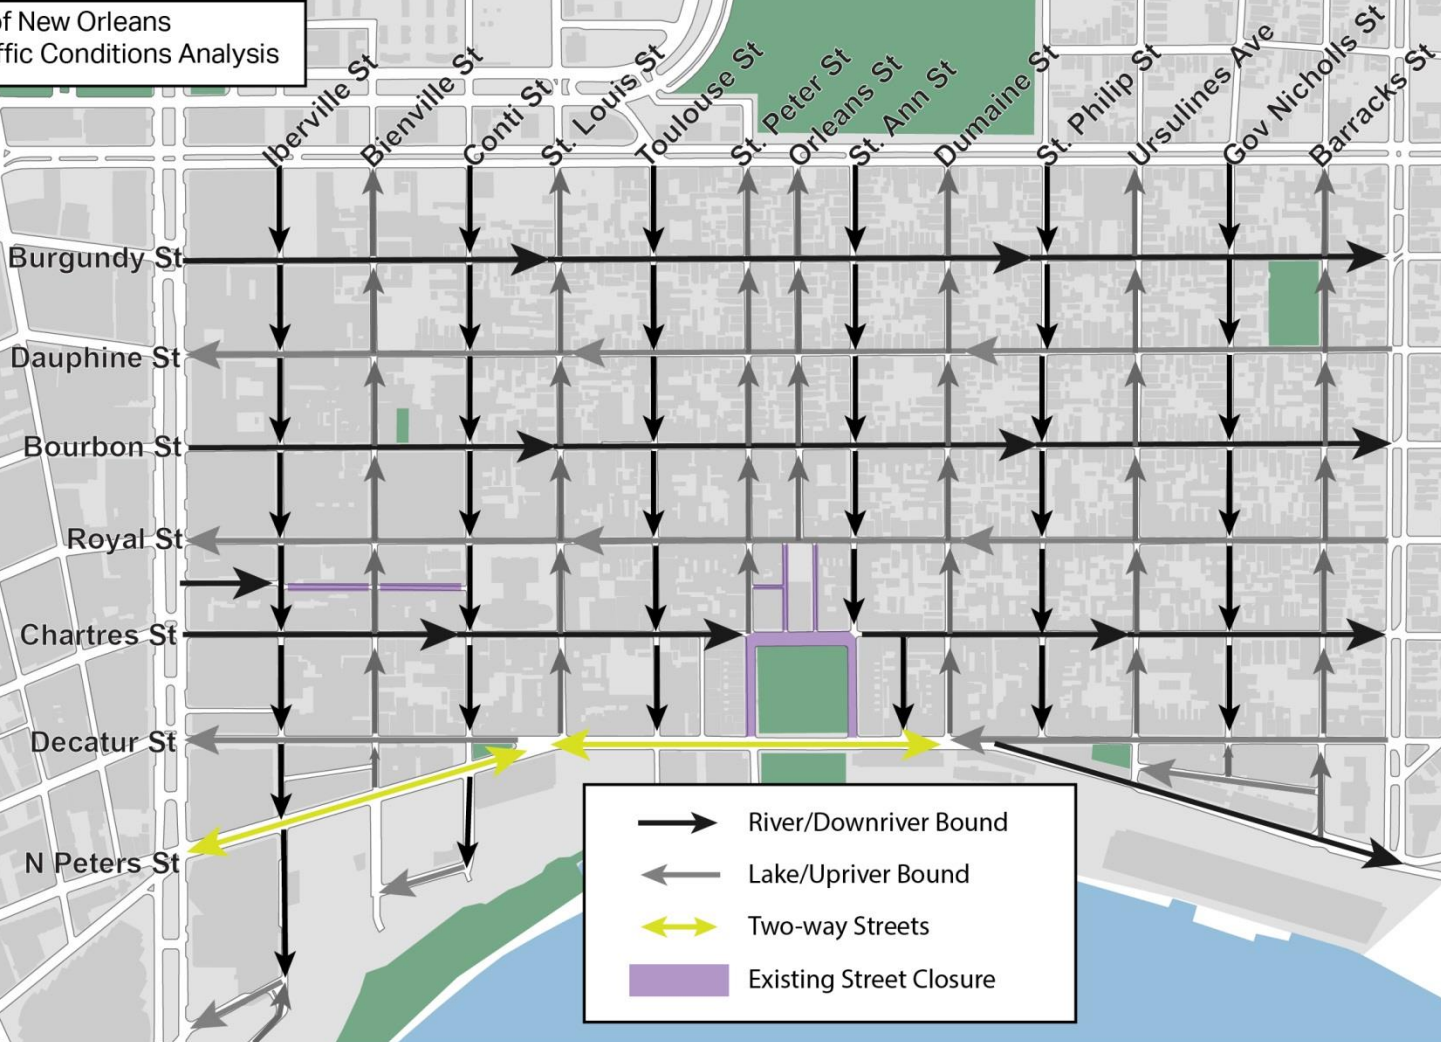 of New Orleans
ffic Conditions Analysis
Iberville St
Bienville St
Conti St
St. Louis St
Toulouse St
St. Peter St
Orleans St
St. Ann St
Dumaine St
St. Philip St
Ursulines Ave
Gov Nicholls St
Barracks St
Burgundy St
Dauphine St
Bourbon St
Royal St
Chartres St
Decatur St
N Peters St
River/Downriver Bound
Lake/Upriver Bound
Two-way Streets
Existing Street Closure